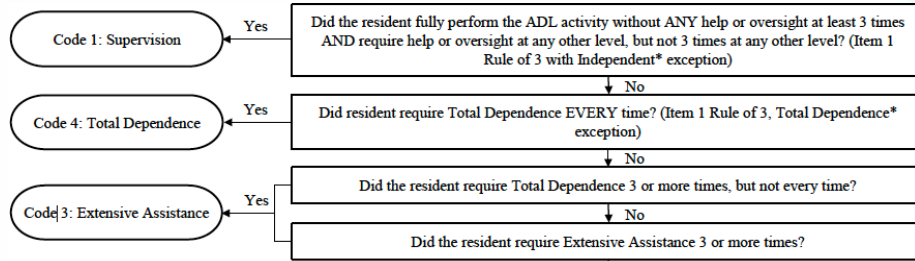 Did the resident fully perform the ADL activity without ANY help or oversight at least 3 times
Yes
Code 1: Supervision
AND require help or oversight at any other level, but not 3 times at any other level? (Item 1
Rule of 3 with Independent* exception)
No
Yes
Did resident require Total Dependence EVERY time? (Item 1 Rule of 3, Total Dependence*
Code 4: Total Dependence
exception)
No
Did the resident require Total Dependence 3 or more times, but not every time?
Yes
Code 3: Extensive Assistance
No
Did the resident require Extensive Assistance 3 or more times?